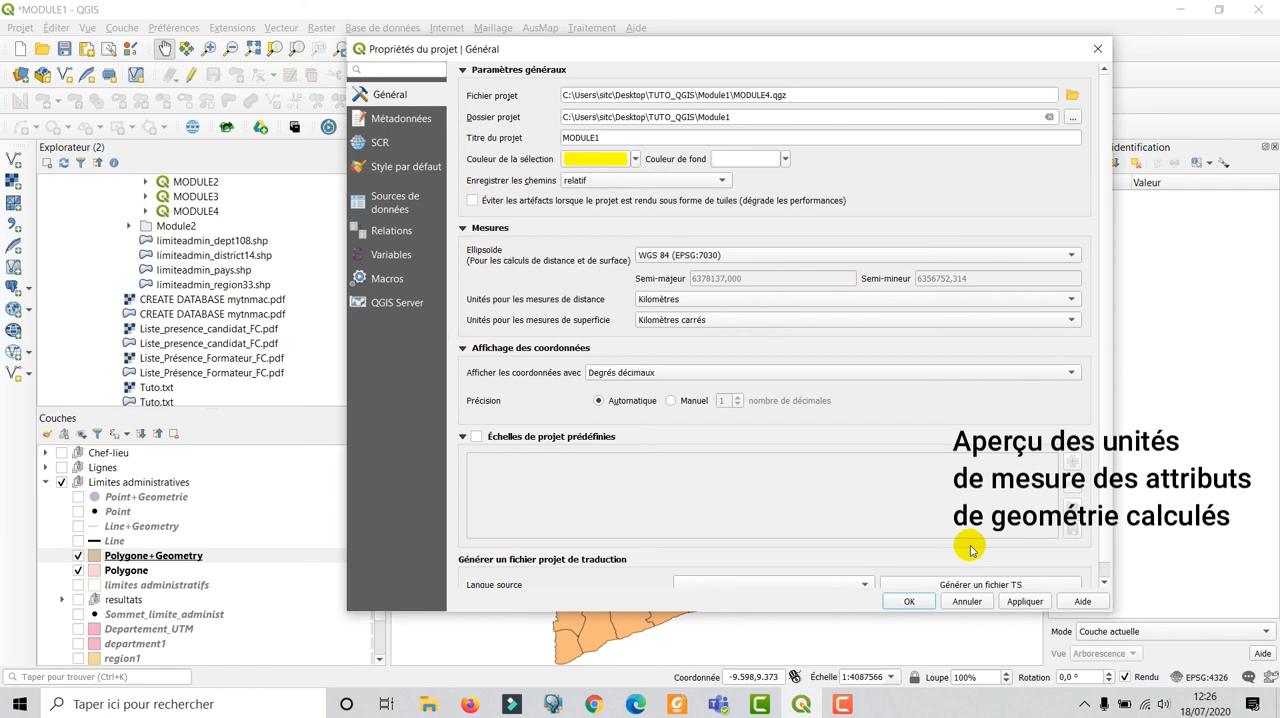 *MODULE1 - QGIS
Projet Éditer Vue Couche Préférences Extensions Vecteur Raster Base de données Internet Maillage AusMap Traitement Aide
Propriétés du projet | Général
Explorateur (2)
MODULE2
MODULE3
MODULE4
Module2
limiteadmin_dept108.shp
limiteadmin_district14.shp
limiteadmin_pays.shp
limiteadmin_region33.shp
CREATE DATABASE mytnmac.pdf
CREATE DATABASE mytnmac.pdf
Liste_presence_candidat_FC.pdf
Liste_presence_candidat_FC.pdf
Liste_Présence_Formateur_FC.pdf
Liste_Présence_Formateur_FC.pdf
Tuto.txt
Tuto.txt
Couches
Chef-lieu
Lignes
Limites administratives
Point+Geometrie
Point
Line+Geometry
Line
Polygone+Geometry
Polygone
limites administratifs
resultats
Sommet_limite_administ
Departement_UTM
department1
region1
Général
Métadonnées
SCR
Style par défaut
Sources de
données
Relations
Variables
Macros
QGIS Server
Paramètres généraux
Fichier projet C:\Users\sitc\Desktop\TUTO_QGIS\Module1\MODULE4.qgz
Dossier projet C:\Users\sitc\Desktop\TUTO_QGIS\Module1 ...
Titre du projet MODULE1
Couleur de la sélection Couleur de fond
Enregistrer les chemins relatif
Éviter les artéfacts lorsque le projet est rendu sous forme de tuiles (dégrade les performances)
Mesures
Ellipsoïde
(Pour les calculs de distance et de surface) WGS 84 (EPSG:7030)
Semi-majeur 6378137,000 Semi-mineur 6356752,314
Unités pour les mesures de distance Kilomètres
Unités pour les mesures de superficie Kilomètres carrés
Affichage des coordonnées
Afficher les coordonnées avec Degrés décimaux
Précision Automatique Manuel 1 nombre de décimales
Échelles de projet prédéfinies
Générer un fichier projet de traduction
Langue source Générer un fichier TS
OK Annuler Appliquer Aide
Aperçu des unités
de mesure des attributs
de géométrie calculés
identification
Valeur
Mode Couche actuelle
Vue Arborescence Aide
Taper pour trouver (Ctrl+K) Coordonnée -9.598,9.373 Échelle 1:4087566 Loupe 100% Rotation 0,0 ° Rendu EPSG:4326
Taper ici pour rechercher
12:26
18/07/2020